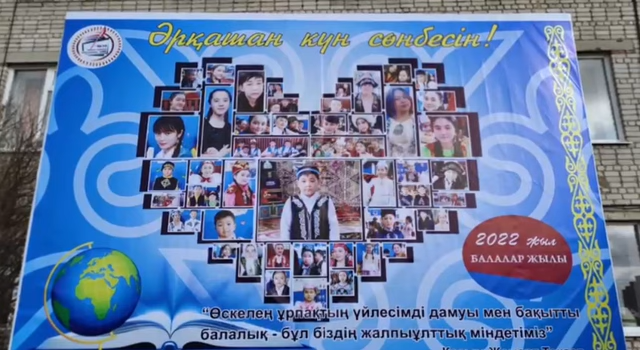 Әрқашан күн сөнбесін!
2022 жыл
БАЛАЛАР ЖЫЛЫ
“Өскелең ұрпақтың үйлесімді дамуы мен бақытты
балалық - бұл біздің жалпыұлттық міндетіміз”